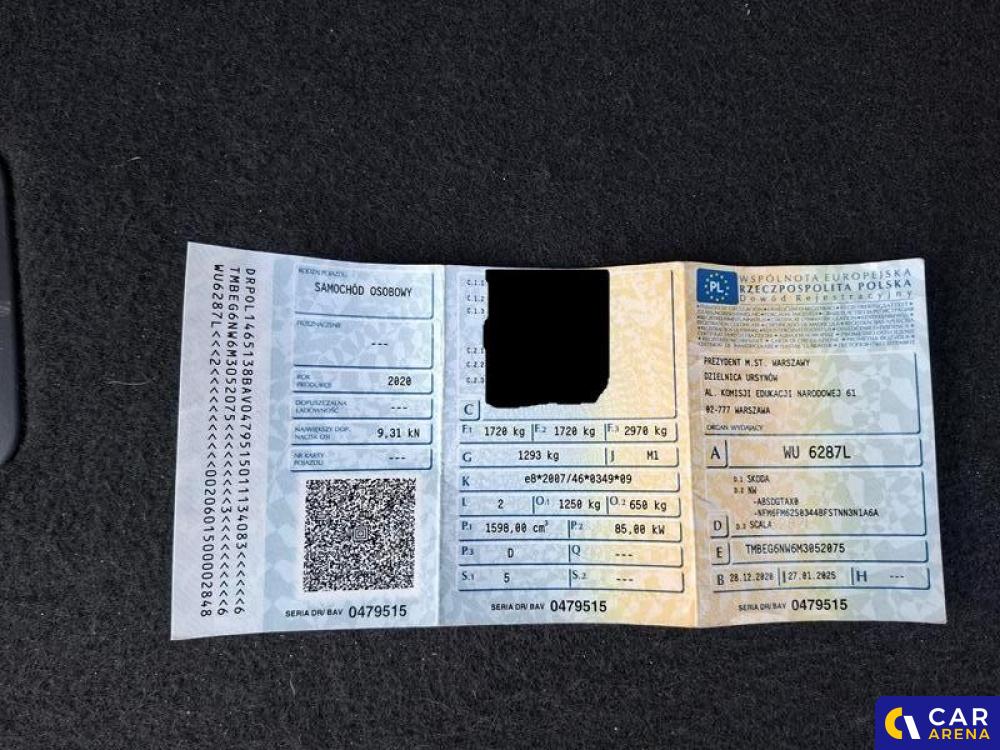 DRPOL1465138BAV0479515011134083<<<<<<6
WU6287L<<<2<<<<<<<<<<<0020601500002848
RODZAJ POJAZDU
SAMOCHÓD OSOBOWY
PRZEZNACZENIE
---
ROK PRODUKCJI 2020
DOPUSZCZALNA ŁADOWNOŚĆ ---
NAJWIĘKSZY DOP. NACISK OSI 9,31 kN
NR KARTY POJAZDU ---
SERIA DR/ BAV 0479515
C.1.1
C.1.2
C.1.3
C.2.1
C.2.2
C.2.3
C
F.1 1720 kg F.2 1720 kg F.3 2970 kg
G 1293 kg J M1
K e8*2007/46*0349*09
L 2 O.1 1250 kg O.2 650 kg
P.1 1598,00 cm³ P.2 85,00 kW
P.3 D Q ---
S.1 5 S.2 ---
SERIA DR/ BAV 0479515
PL
WSPÓLNOTA EUROPEJSKA
RZECZPOSPOLITA POLSKA
Dowód Rejestracyjny
PREZYDENT M.ST. WARSZAWY
DZIELNICA URSYNÓW
AL. KOMISJI EDUKACJI NARODOWEJ 61
02-777 WARSZAWA
ORGAN WYDAJĄCY
A WU 6287L
D.1 SKODA
D.2 NW
-ABSDGTAX0
-NFM6FM62S0344BFSTNN3N1A6A
D D.3 SCALA
E TMBEG6NW6M3052075
B 28.12.2020 I 27.01.2025 H ---
SERIA DR/ BAV 0479515
CAR
ARENA